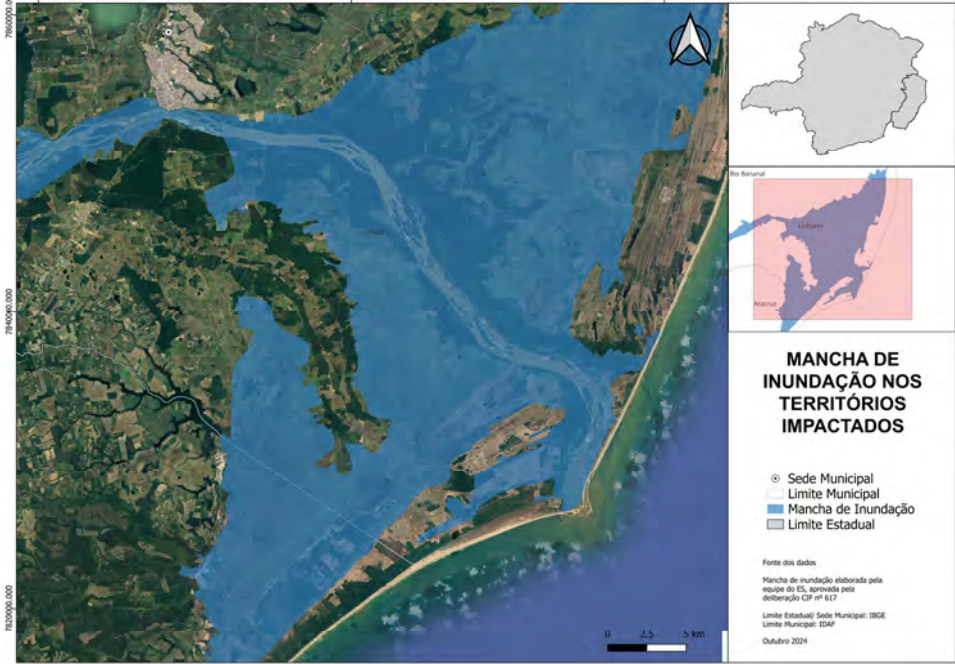 7860000.000
7840000.000
7820000.000
0 2.5 5 km
Rio Bananal
Linhares
Aracruz
MANCHA DE
INUNDAÇÃO NOS
TERRITÓRIOS
IMPACTADOS
Sede Municipal
Limite Municipal
Mancha de Inundação
Limite Estadual
Fonte dos dados
Mancha de inundação elaborada pela
equipe do ES, aprovada pela
deliberação CIF nº 617
Limite Estadual/ Sede Municipal: IBGE
Limite Municipal: IDAF
Outubro 2024